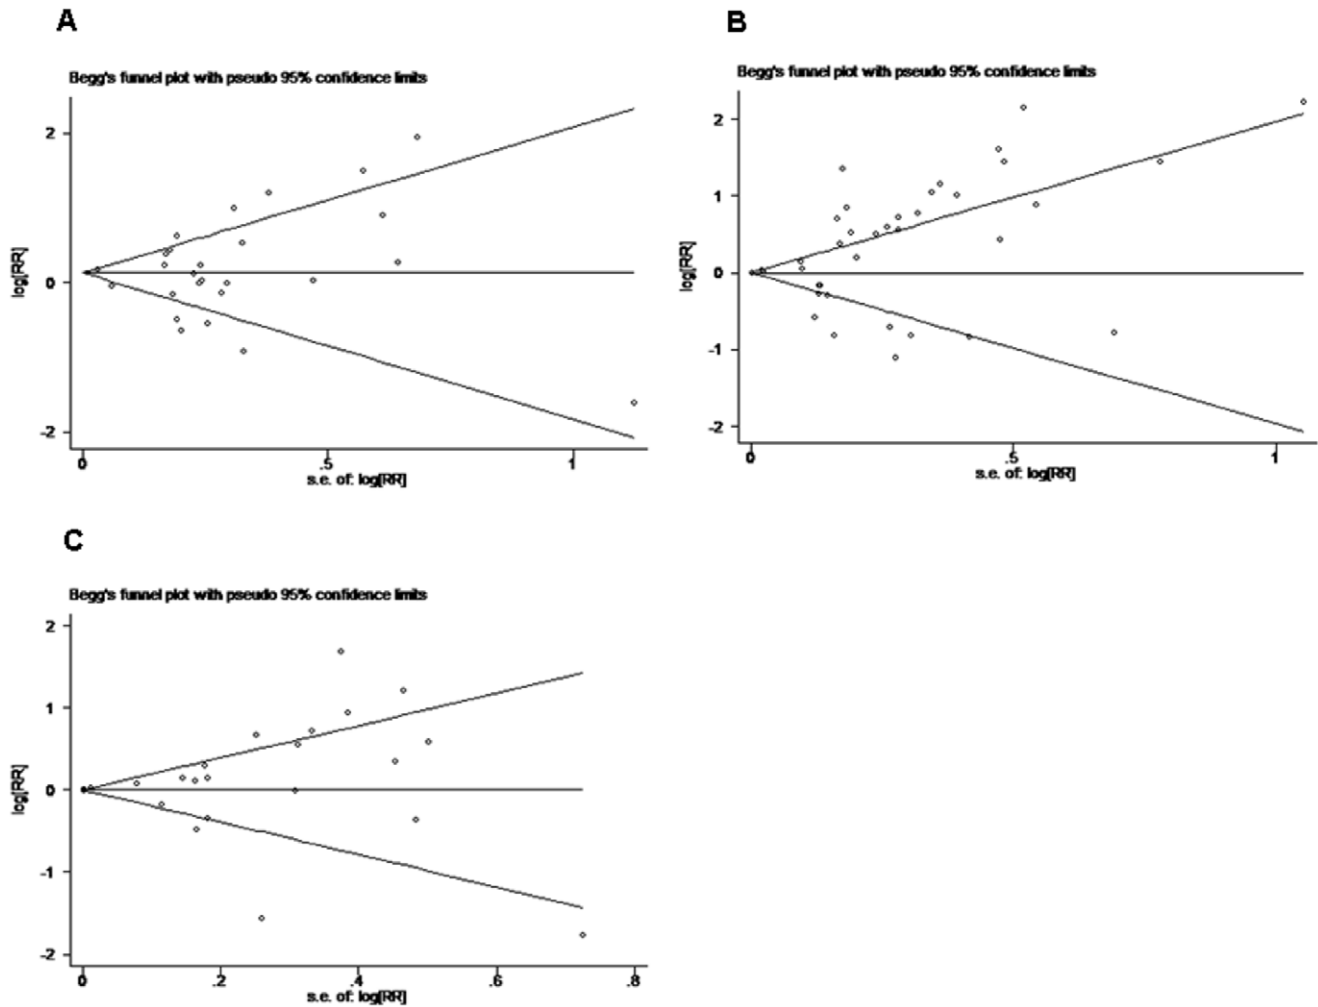 A
Begg's funnel plot with pseudo 95% confidence limits
log[RR]
2
0
-2
0
.5
1
s.e. of: log[RR]
B
Begg's funnel plot with pseudo 95% confidence limits
log[RR]
2
1
0
-1
-2
0
.5
1
s.e. of: log[RR]
C
Begg's funnel plot with pseudo 95% confidence limits
log[RR]
2
1
0
-1
-2
0
.2
.4
.6
.8
s.e. of: log[RR]